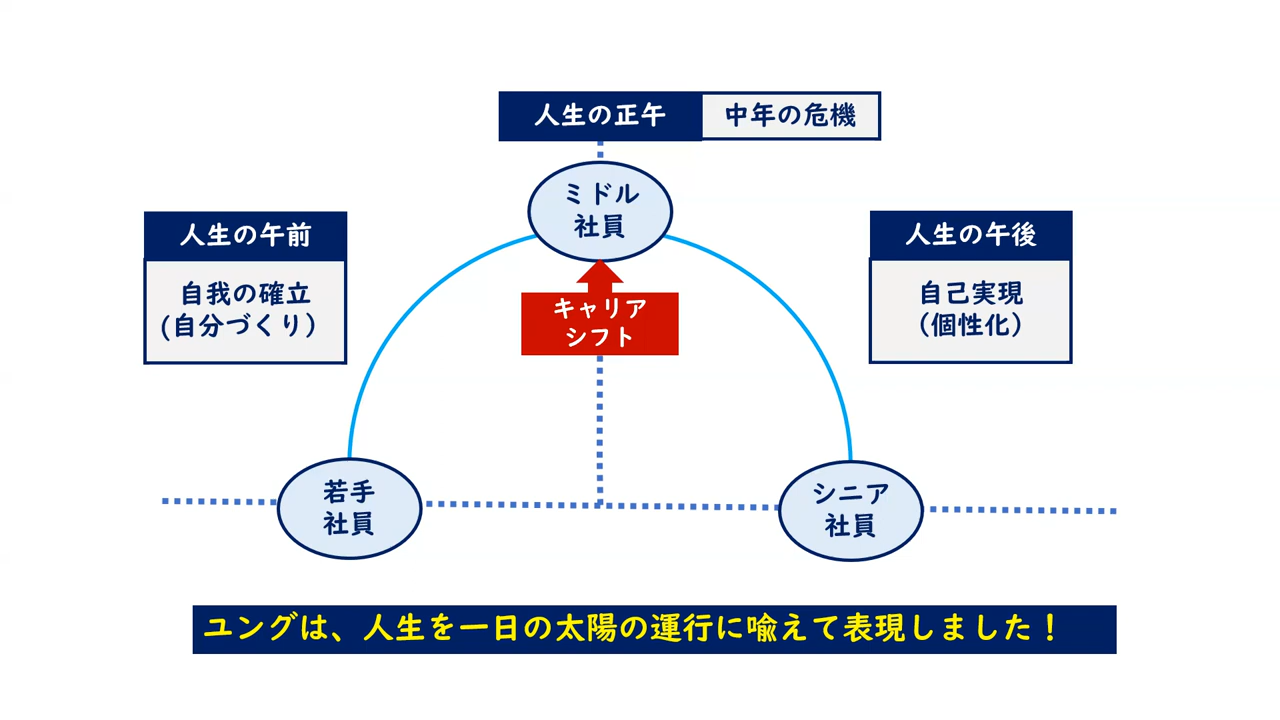 人生の正午 中年の危機
ミドル
社員
人生の午前
自我の確立
(自分づくり)
人生の午後
自己実現
(個性化)
キャリア
シフト
若手
社員
シニア
社員
ユングは、人生を一日の太陽の運行に喩えて表現しました!